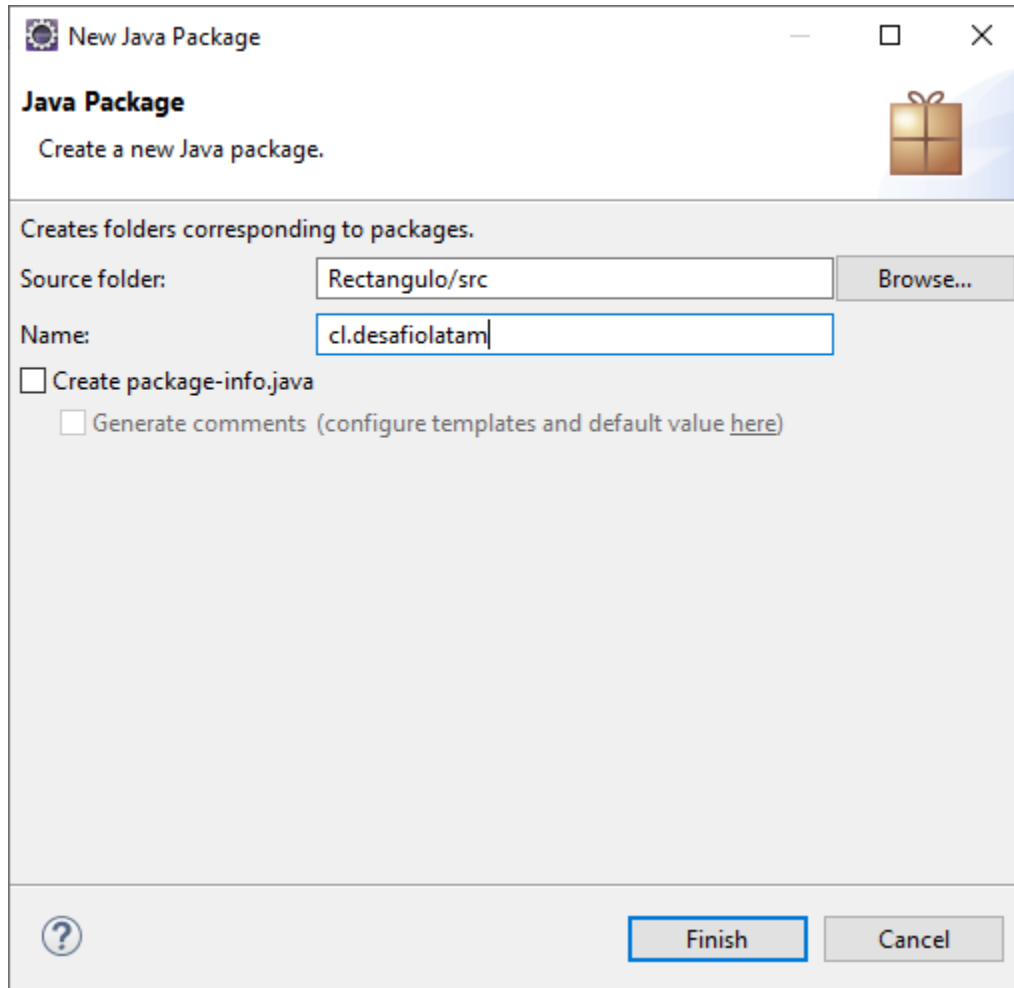 New Java Package
Java Package
Create a new Java package.
Creates folders corresponding to packages.
Source folder: Rectangulo/src Browse...
Name: cl.desafiolatam
Create package-info.java
Generate comments (configure templates and default value here)
? Finish Cancel